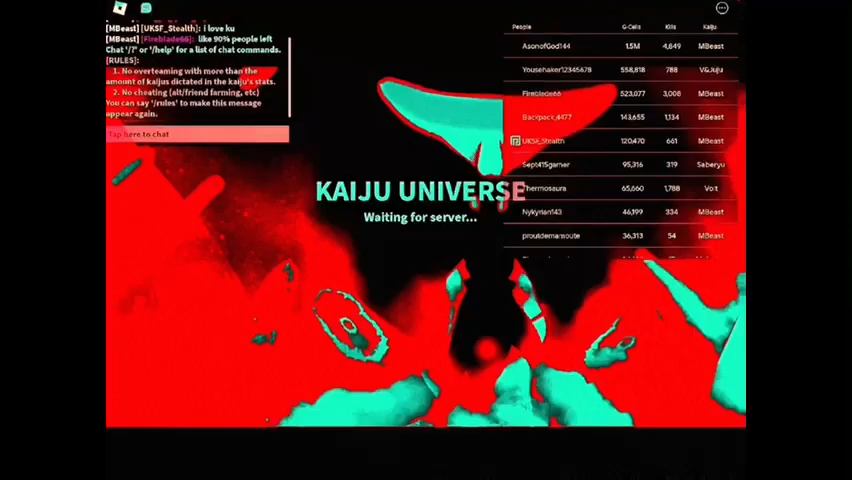 [MBeast] [UKSF_Stealth]: i love ku
[MBeast] [Fireblade66]: like 90% people left
Chat '/?' or '/help' for a list of chat commands.
[RULES]:
1. No overteaming with more than the
amount of kaijus dictated in the kaiju's stats.
2. No cheating (alt/friend farming, etc)
You can say '/rules' to make this message
appear again.
Tap here to chat
People G-Cells Kills Kaiju
AsonofGod144 1.5M 4,849 MBeast
Yousehaker12345678 558,818 788 V&Juju
Fireblade66 523,077 3,008 MBeast
Backpack_4477 143,655 1,134 MBeast
UKSF_Stealth 120,470 661 MBeast
Sept415gamer 95,316 319 Saberyu
Thermosaura 65,660 1,788 Volt
Nykyrian143 46,199 334 MBeast
proutdemamoute 36,313 54 MBeast
KAIJU UNIVERSE
Waiting for server...